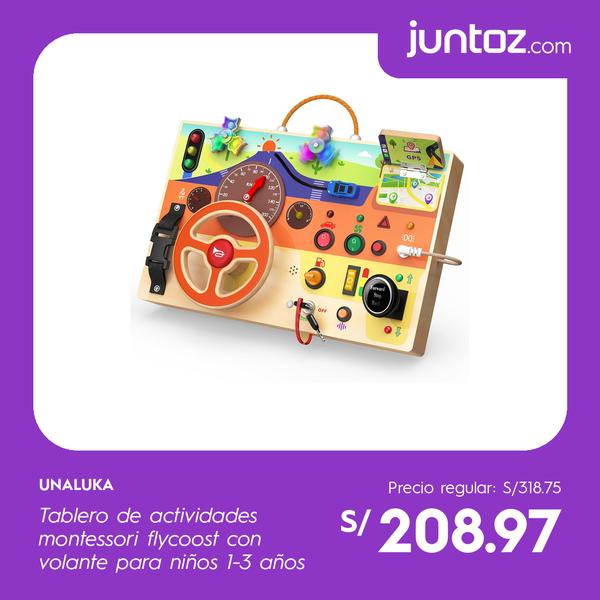 juntoz.com
GPS
OFF
UNALUKA
Precio regular: S/318.75
Tablero de actividades
montessori flycoost con
volante para niños 1-3 años
S/ 208.97